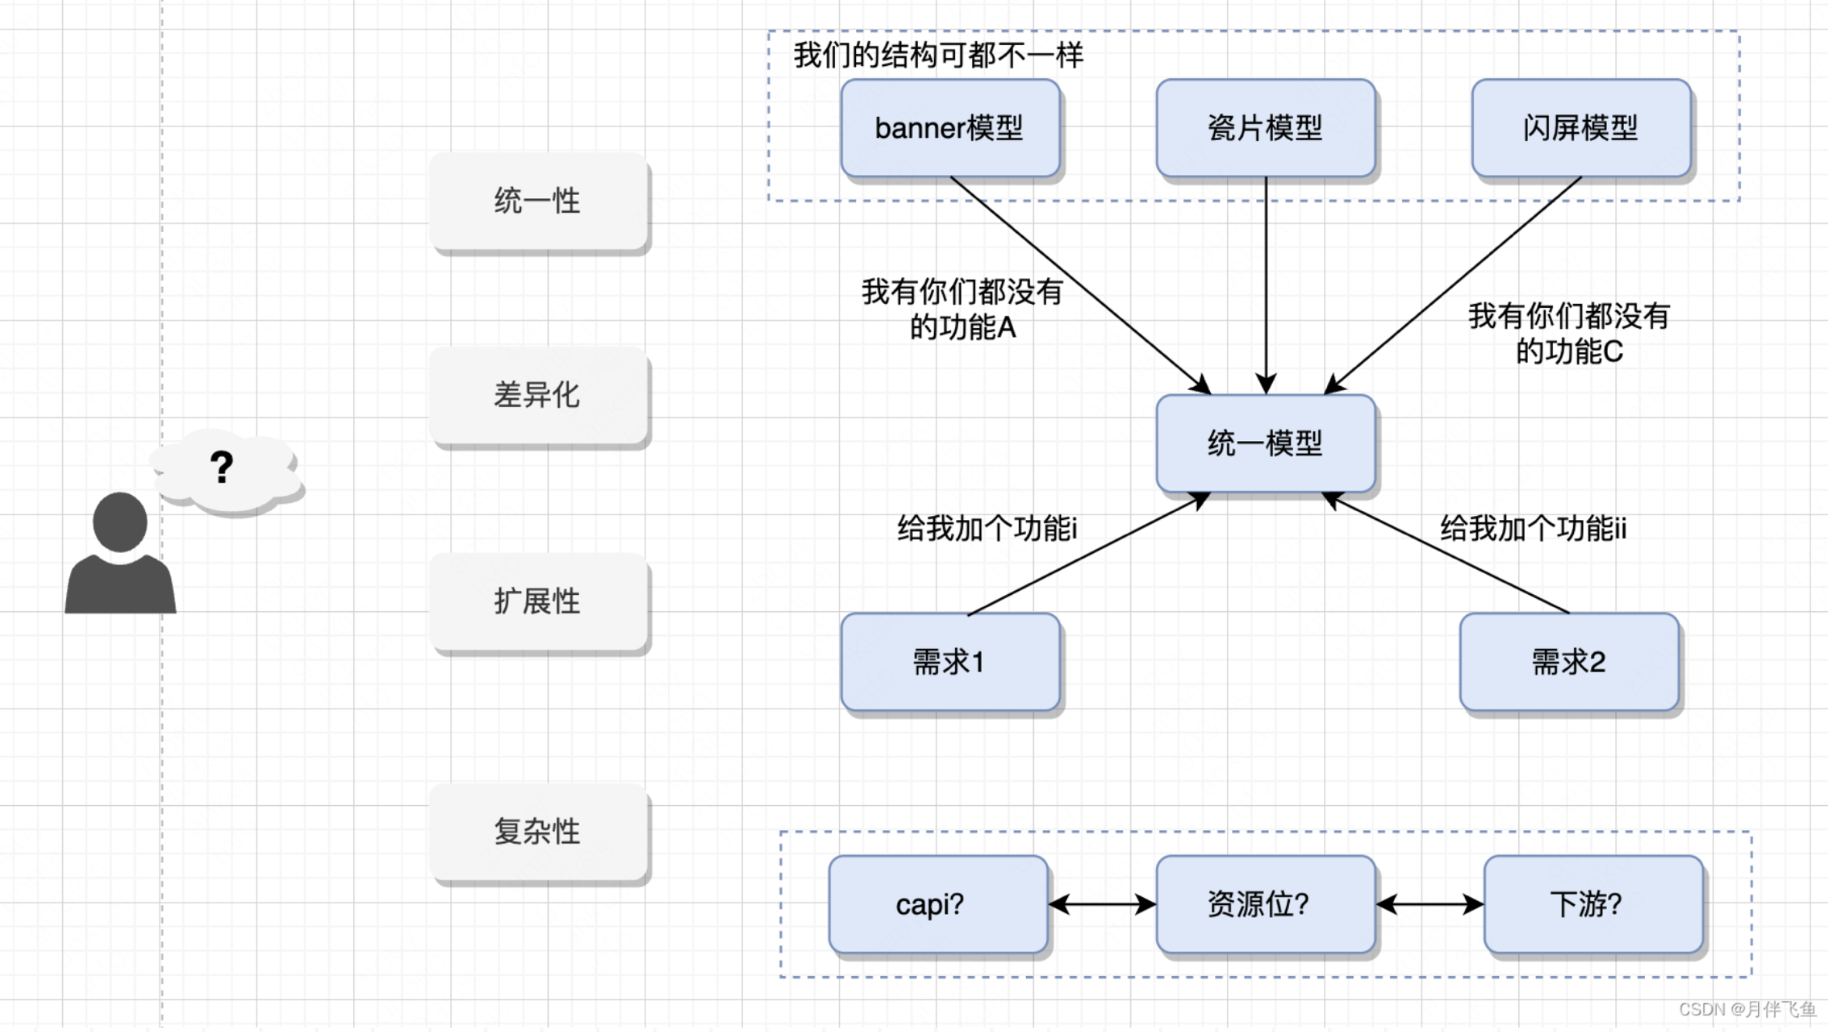 我们的结构可都不一样
banner模型
瓷片模型
闪屏模型
统一性
我有你们都没有
的功能A
我有你们都没有
的功能C
差异化
统一模型
?
给我加个功能i
给我加个功能ii
扩展性
需求1
需求2
复杂性
capi?
资源位?
下游?
CSDN @月伴飞鱼